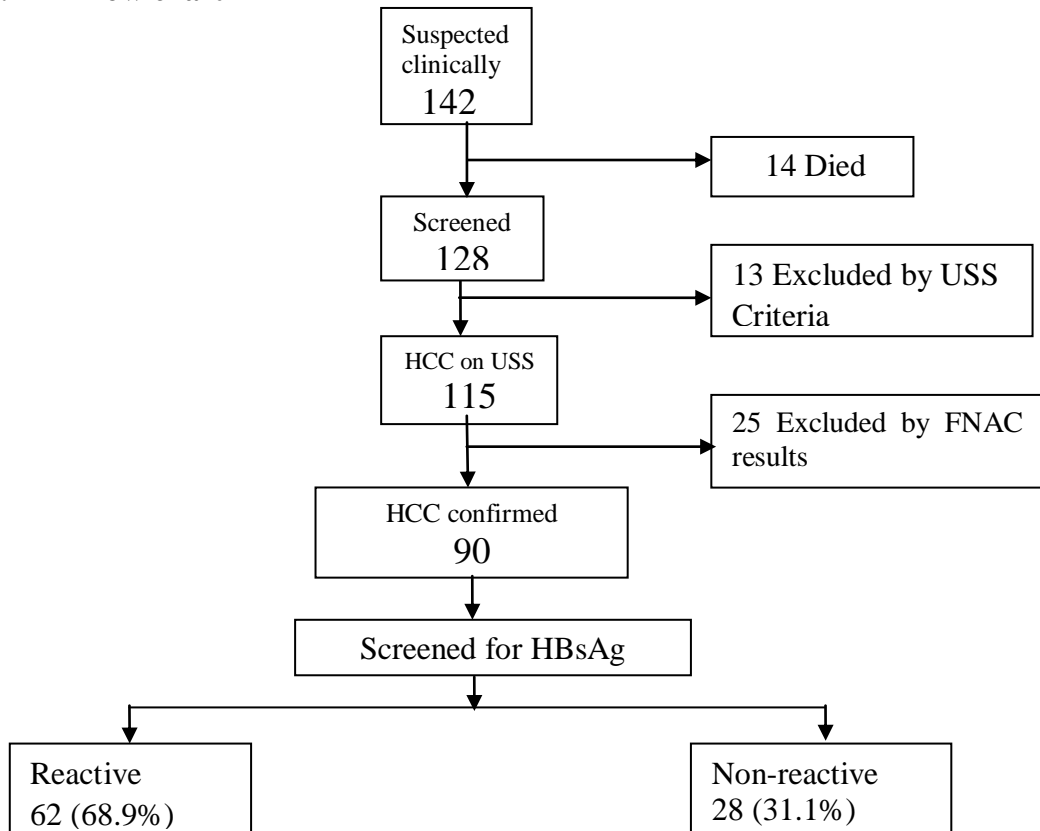 Suspected
clinically
142
14 Died
Screened
128
13 Excluded by USS
Criteria
HCC on USS
115
25 Excluded by FNAC
results
HCC confirmed
90
Screened for HBsAg
Reactive
62 (68.9%)
Non-reactive
28 (31.1%)